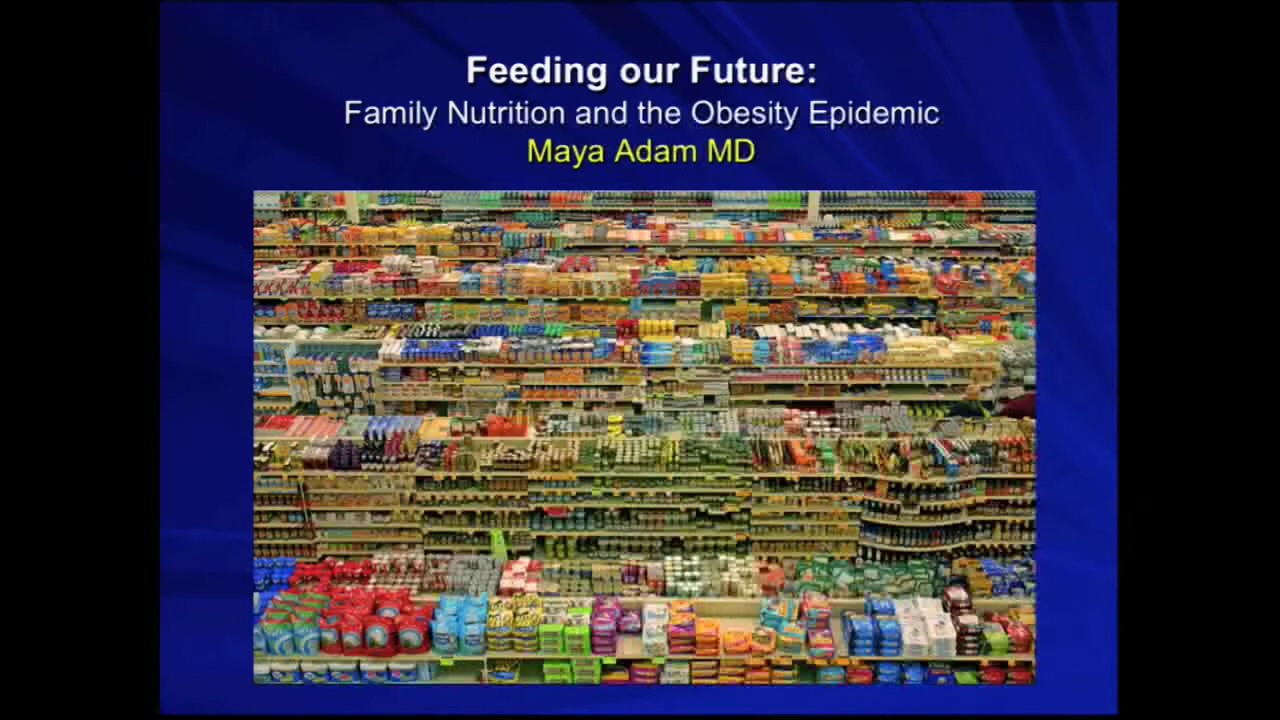 Feeding our Future:
Family Nutrition and the Obesity Epidemic
Maya Adam MD